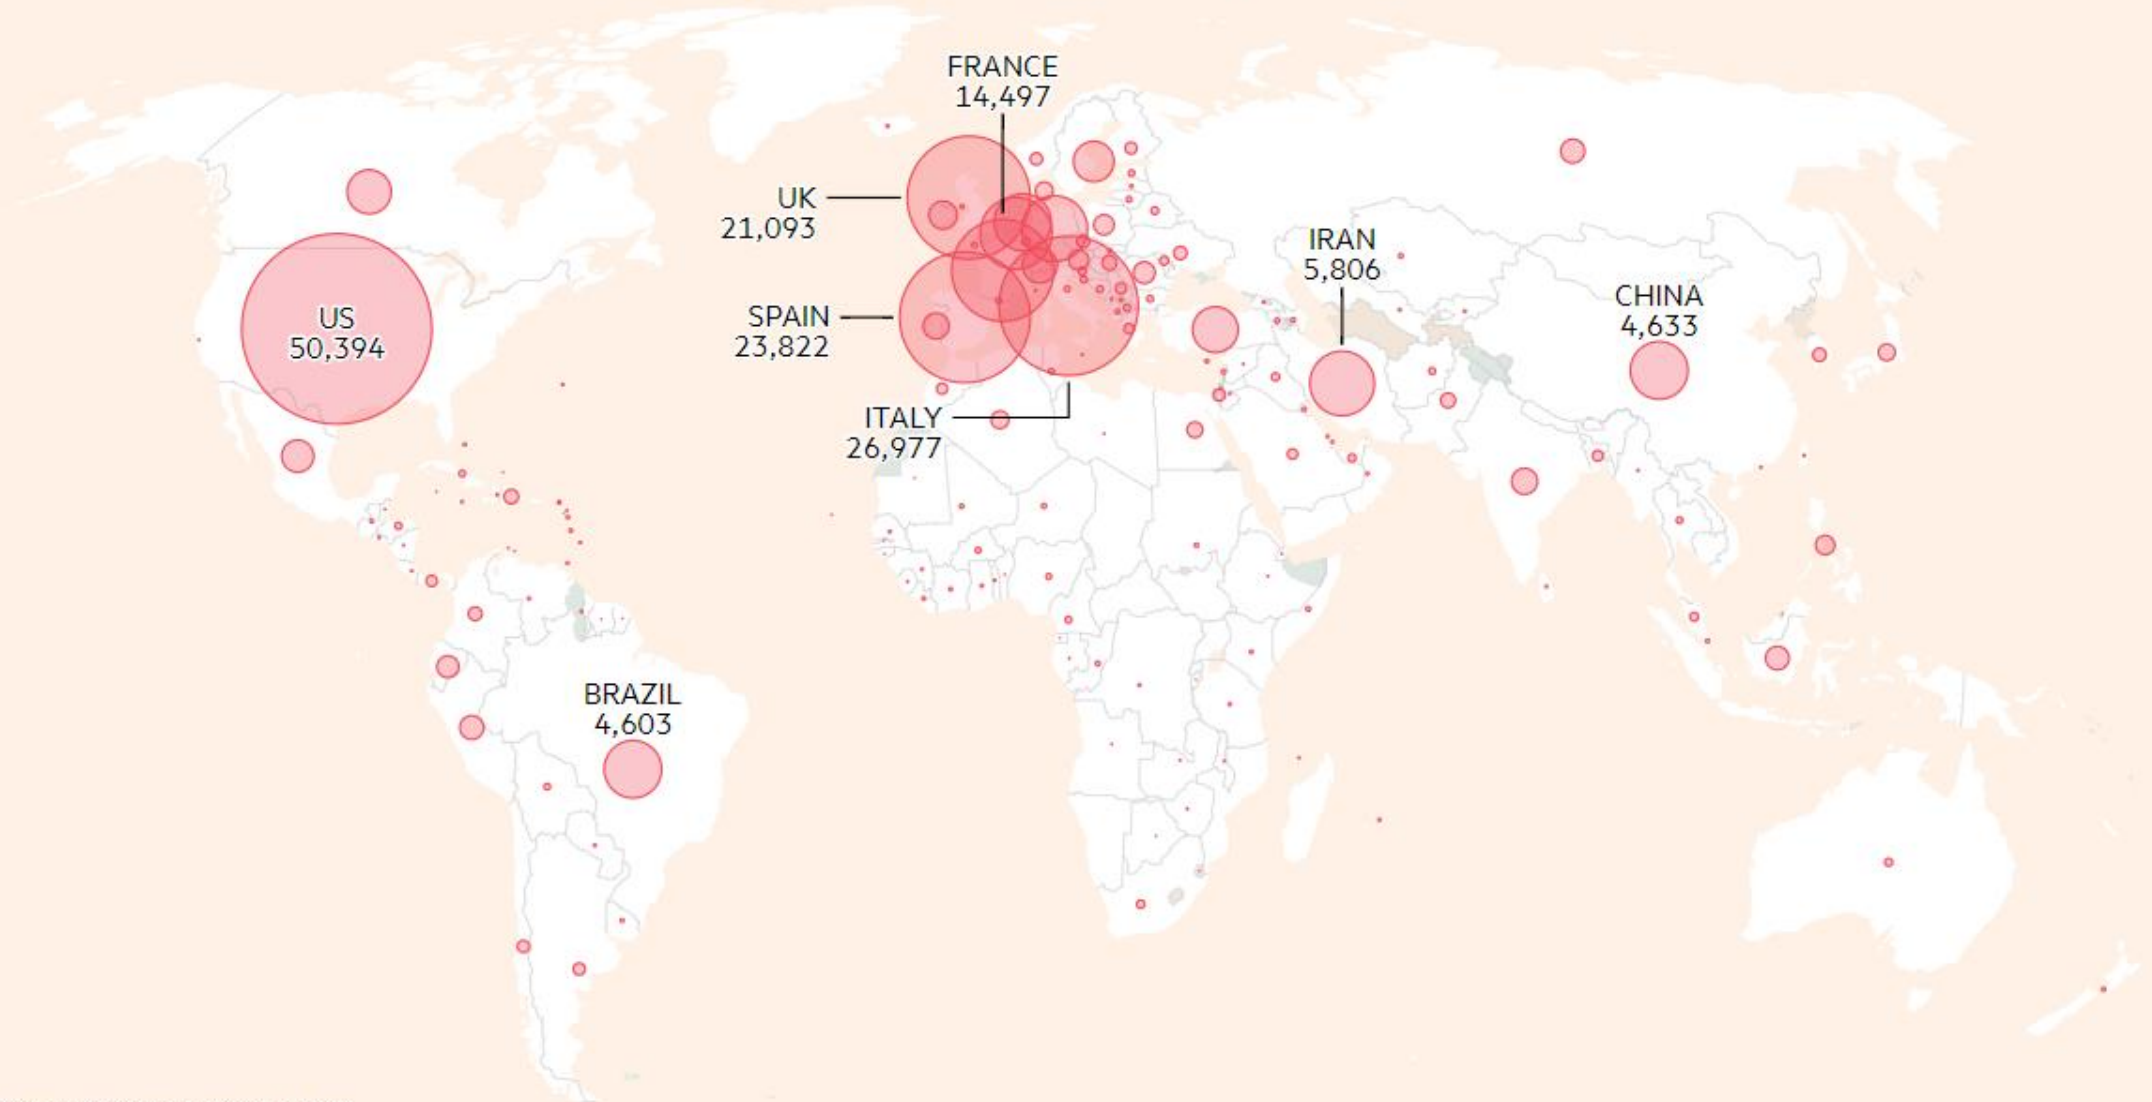 FRANCE
14,497
UK
21,093
IRAN
5,806
CHINA
4,633
US
50,394
SPAIN
23,822
ITALY
26,977
BRAZIL
4,603